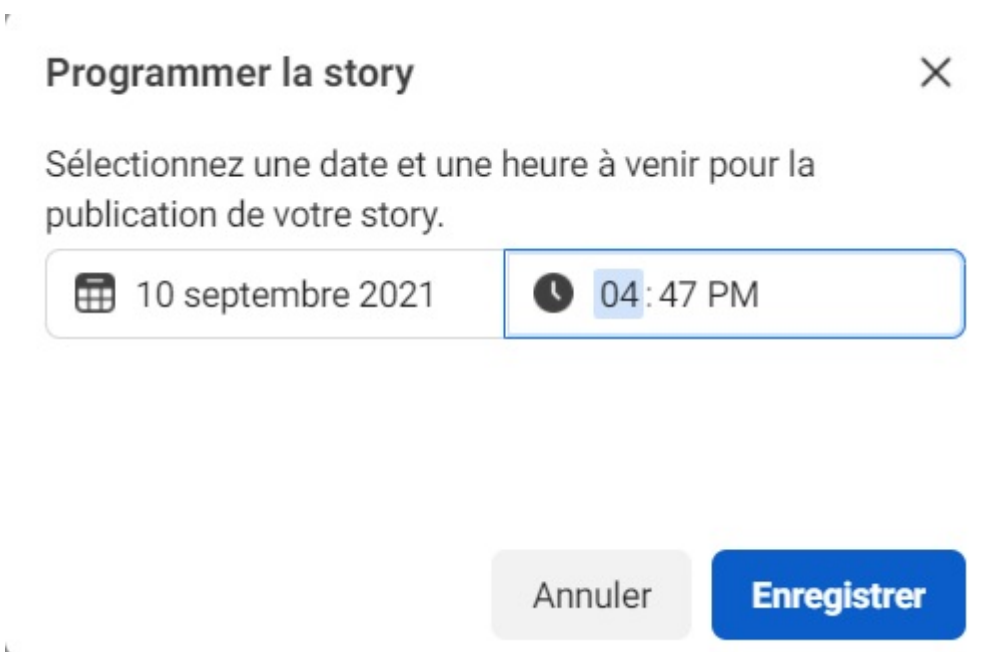 Programmer la story
Sélectionnez une date et une heure à venir pour la
publication de votre story.
10 septembre 2021 04:47 PM
Annuler Enregistrer